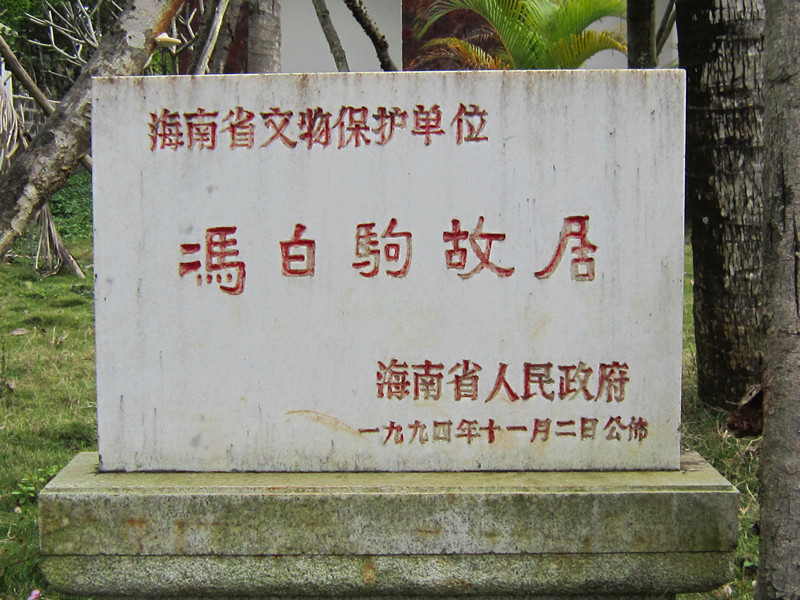 海南省文物保护单位
馮白駒故居
海南省人民政府
一九九四年十一月二日公佈